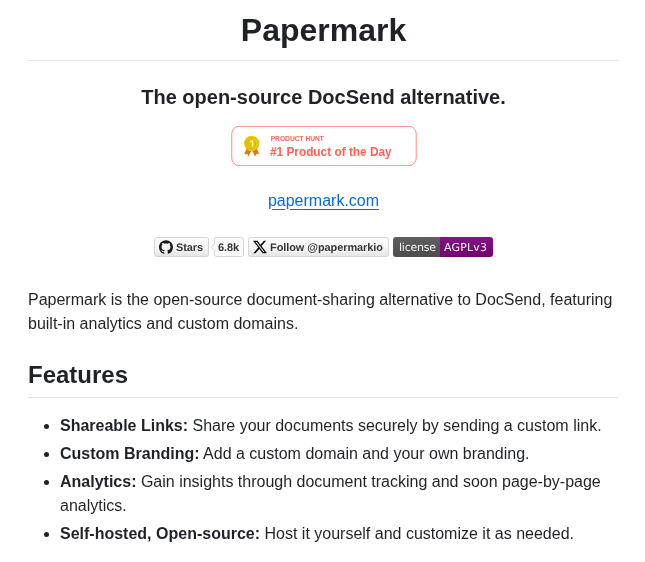 Papermark
The open-source DocSend alternative.
1
PRODUCT HUNT
#1 Product of the Day
papermark.com
Stars 6.8k Follow @papermarkio license AGPLv3
Papermark is the open-source document-sharing alternative to DocSend, featuring
built-in analytics and custom domains.
Features
• Shareable Links: Share your documents securely by sending a custom link.
• Custom Branding: Add a custom domain and your own branding.
• Analytics: Gain insights through document tracking and soon page-by-page
analytics.
• Self-hosted, Open-source: Host it yourself and customize it as needed.